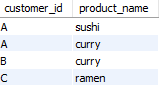 customer_id product_name
A sushi
A curry
B curry
C ramen